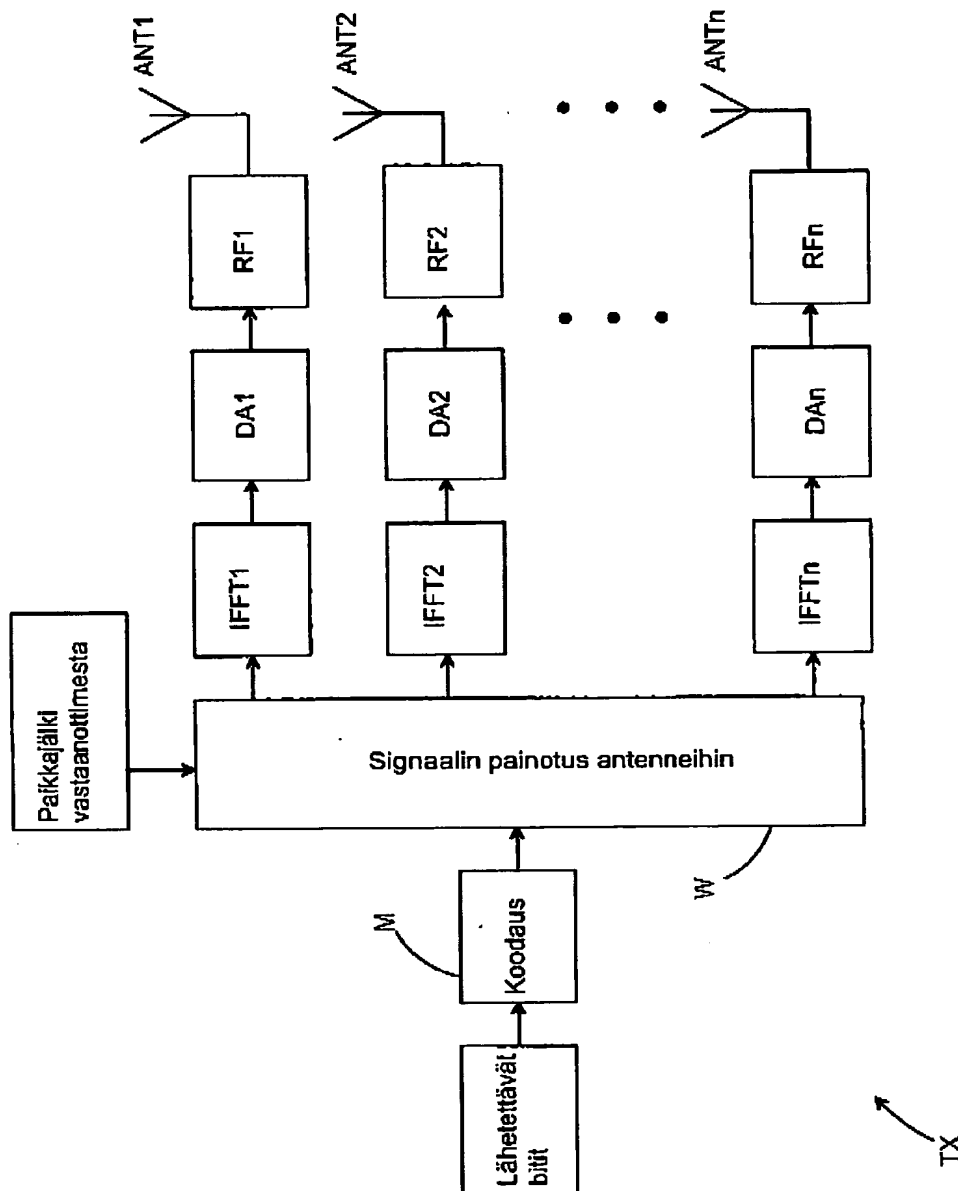 Paikkajälki
vastaanottimesta
ANT1
IFFT1
DA1
RF1
ANT2
IFFT2
DA2
RF2
Signaalin painotus antenneihin
M
Lähetettävät
bitit
Koodaus
W
ANTn
IFFTn
DAn
RFn
TX